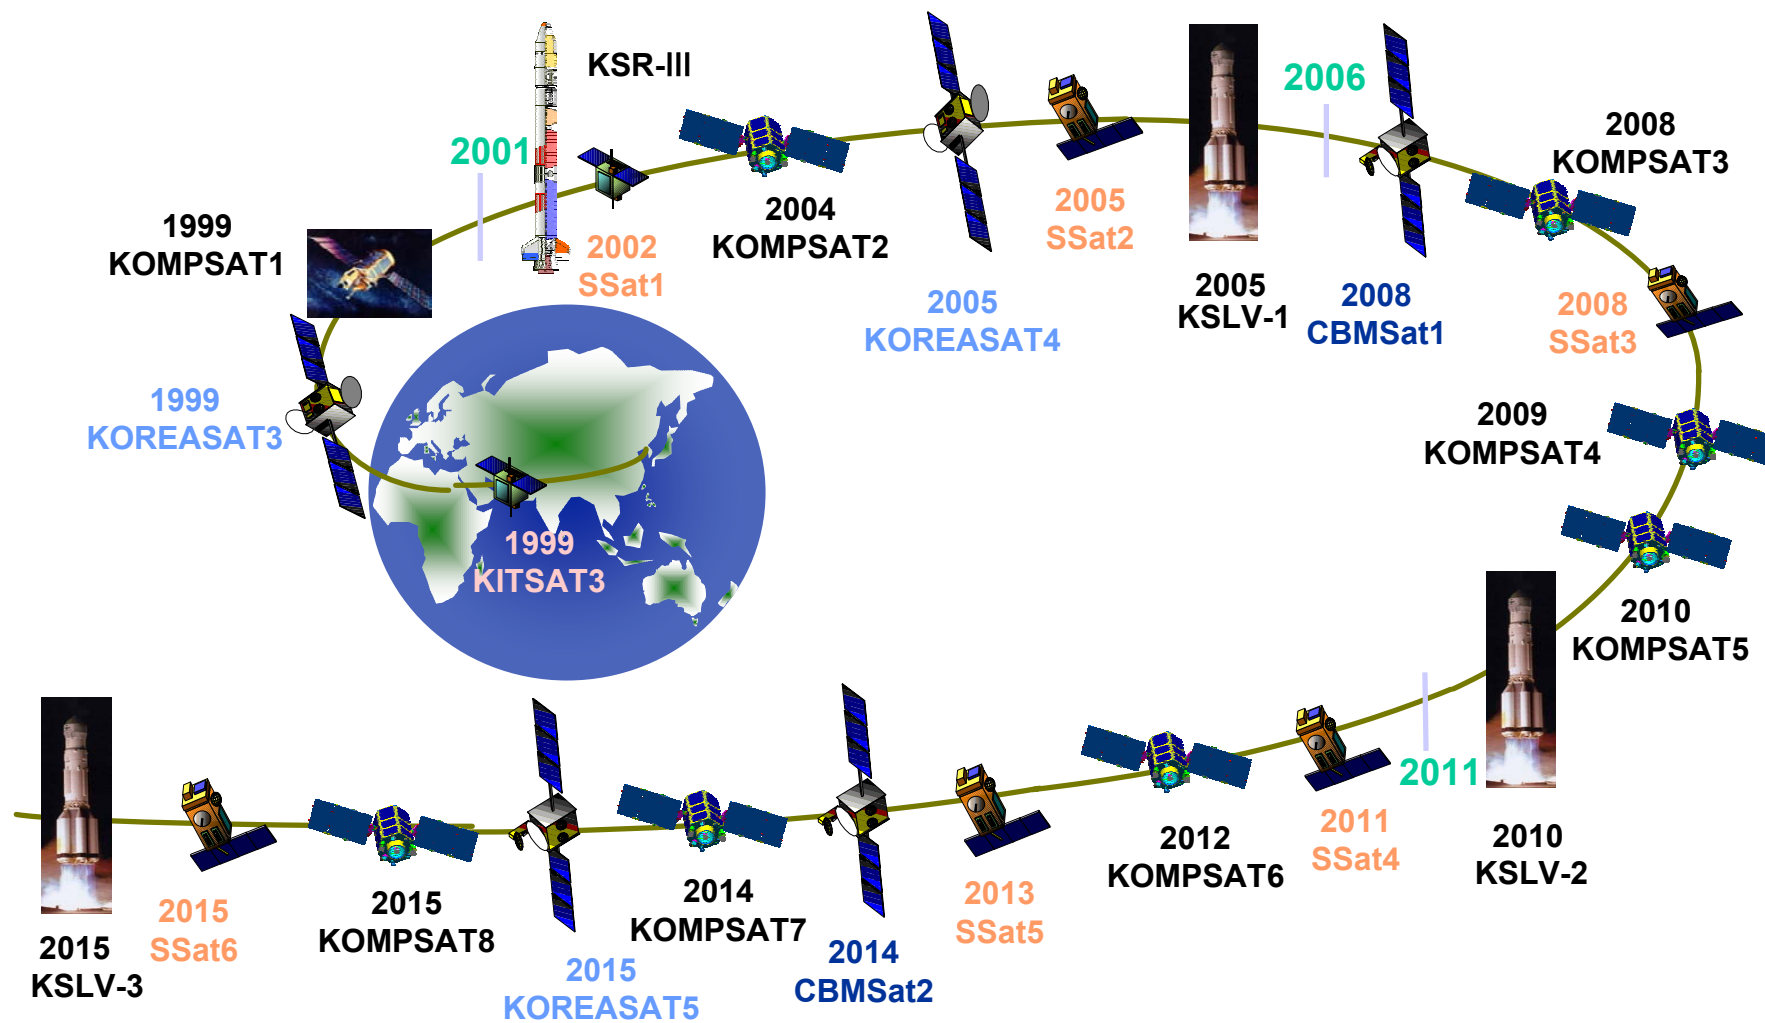 KSR-III
2001
2006
2008
KOMPSAT3
1999
KOMPSAT1
2002
SSat1
2004
KOMPSAT2
2005
KOREASAT4
2005
SSat2
2005
KSLV-1
2008
CBMSat1
2008
SSat3
1999
KOREASAT3
2009
KOMPSAT4
1999
KITSAT3
2010
KOMPSAT5
2011
2010
KSLV-2
2011
SSat4
2012
KOMPSAT6
2013
SSat5
2014
CBMSat2
2014
KOMPSAT7
2015
KOREASAT5
2015
KOMPSAT8
2015
SSat6
2015
KSLV-3